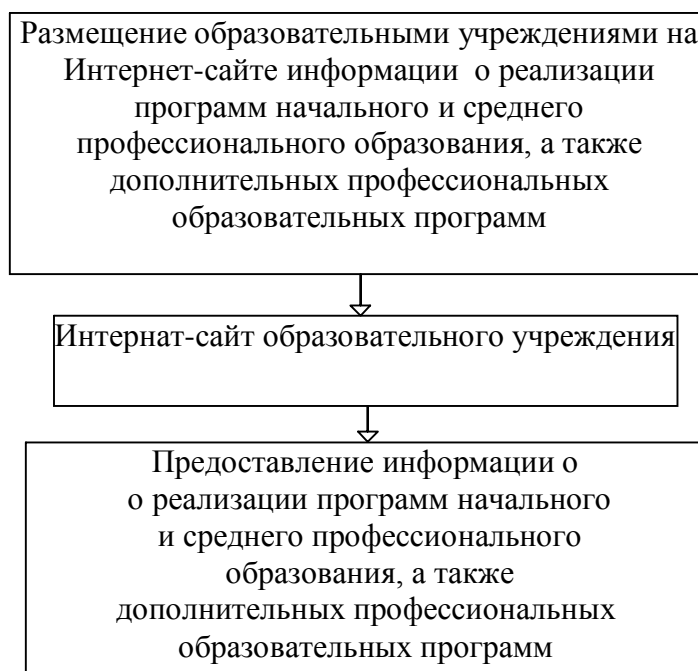 Размещение образовательными учреждениями на
Интернет-сайте информации о реализации
программ начального и среднего
профессионального образования, а также
дополнительных профессиональных
образовательных программ
Интернат-сайт образовательного учреждения
Предоставление информации о
о реализации программ начального
и среднего профессионального
образования, а также
дополнительных профессиональных
образовательных программ